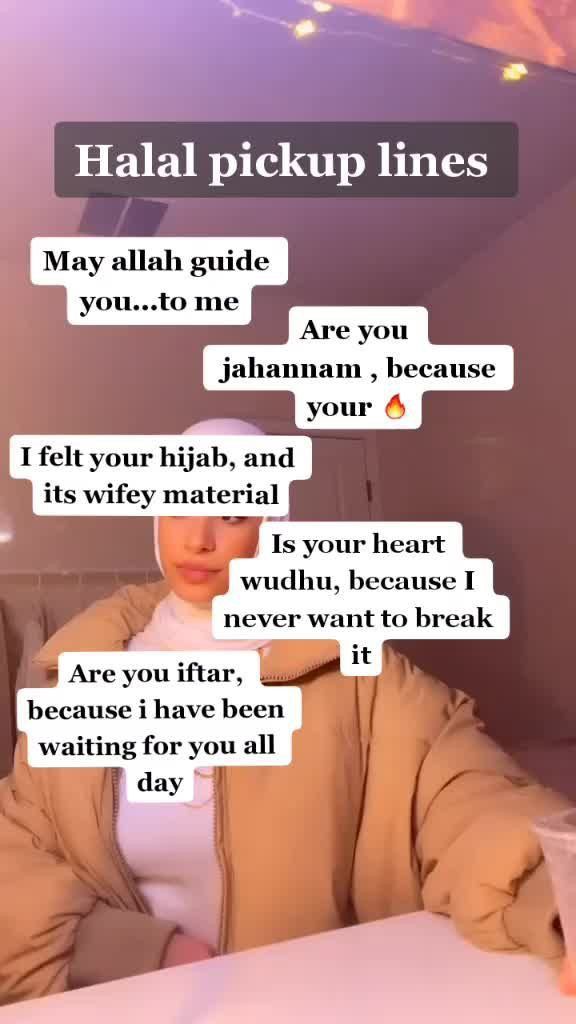 Halal pickup lines
May allah guide
you...to me
Are you
jahannam , because
your 🔥
I felt your hijab, and
its wifey material
Is your heart
wudhu, because I
never want to break
it
Are you iftar,
because i have been
waiting for you all
day